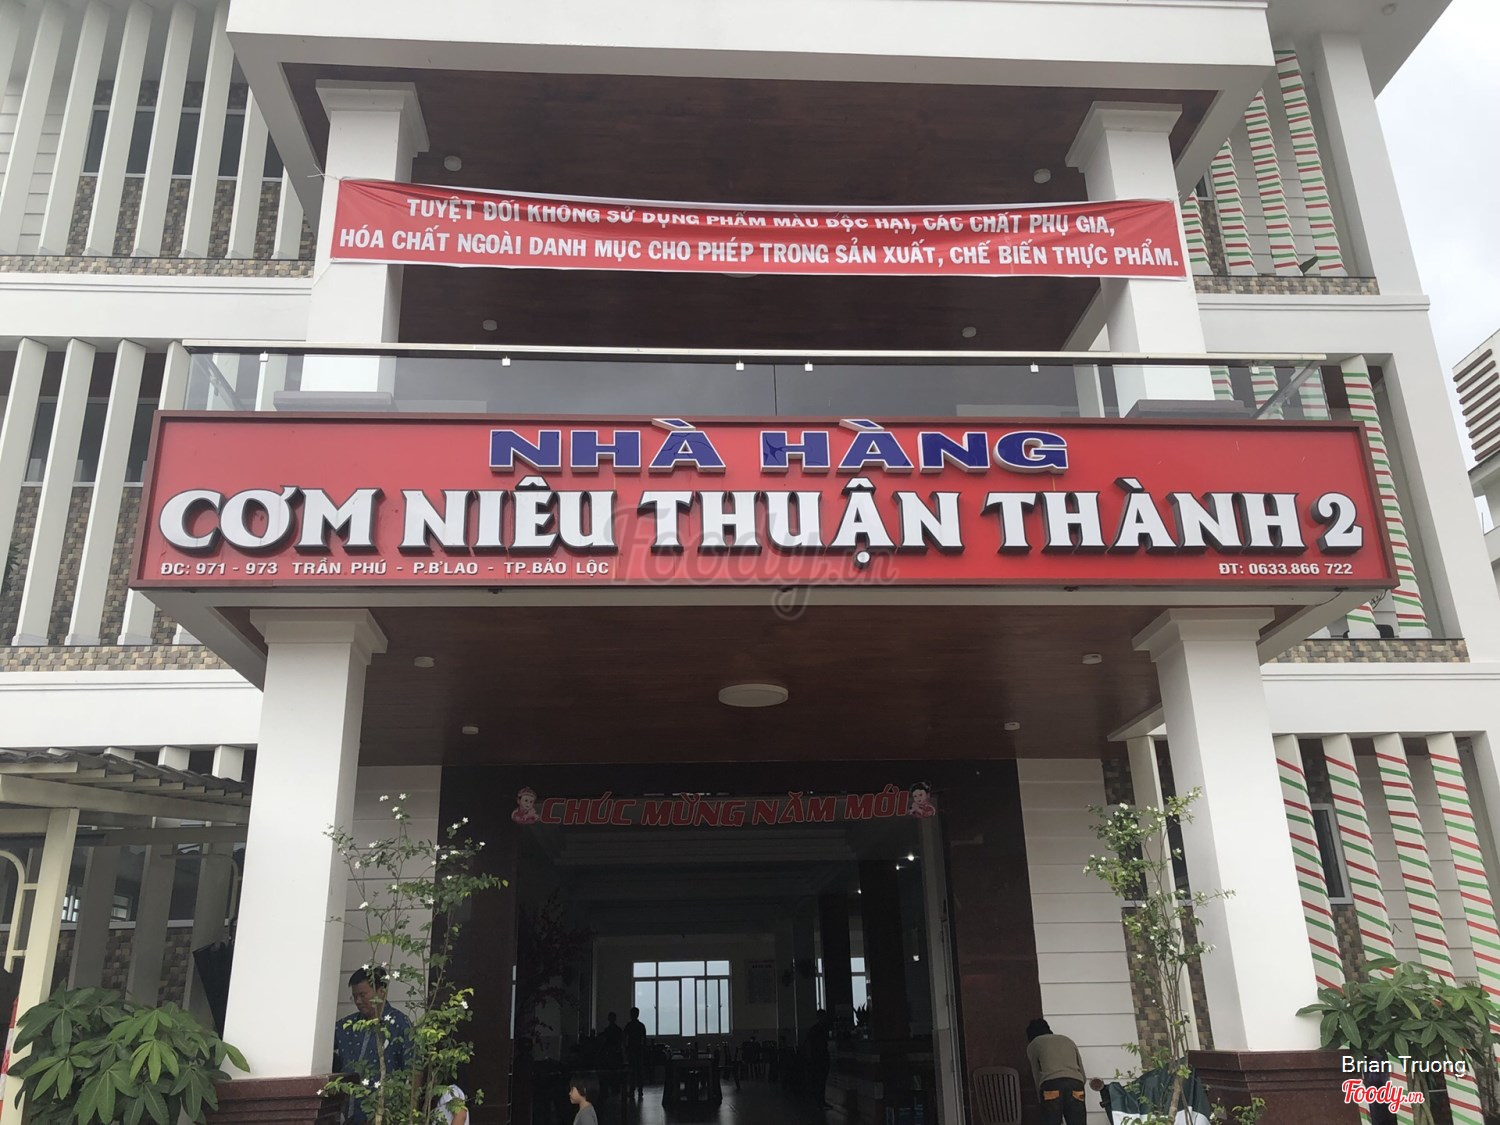 TUYỆT ĐỐI KHÔNG SỬ DỤNG PHẨM MÀU ĐỘC HẠI, CÁC CHẤT PHỤ GIA,
HÓA CHẤT NGOÀI DANH MỤC CHO PHÉP TRONG SẢN XUẤT, CHẾ BIẾN THỰC PHẨM.
NHÀ HÀNG
CƠM NIÊU THUẬN THÀNH 2
ĐC: 971 - 973 TRẦN PHÚ - P.B'LAO - TP.BẢO LỘC
ĐT: 0633.866 722
Foody.vn
CHÚC MỪNG NĂM MỚI
Brian Truong
Foody.vn